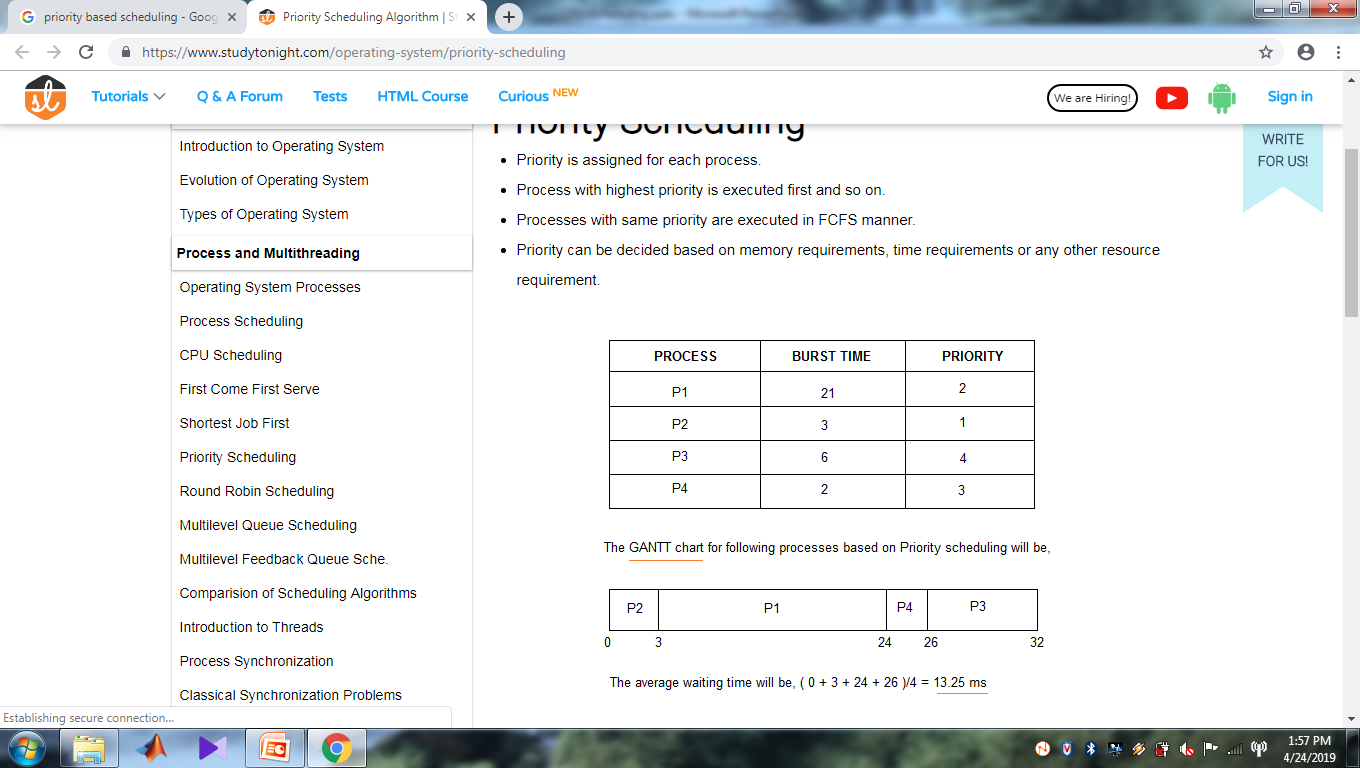 priority based scheduling - Goog
Priority Scheduling Algorithm | S
https://www.studytonight.com/operating-system/priority-scheduling
st
Tutorials
Q & A Forum
Tests
HTML Course
Curious NEW
We are Hiring!
Sign in
Priority Scheduling
WRITE
FOR US!
Introduction to Operating System
Evolution of Operating System
Types of Operating System
Process and Multithreading
Operating System Processes
Process Scheduling
CPU Scheduling
First Come First Serve
Shortest Job First
Priority Scheduling
Round Robin Scheduling
Multilevel Queue Scheduling
Multilevel Feedback Queue Sche.
Comparision of Scheduling Algorithms
Introduction to Threads
Process Synchronization
Classical Synchronization Problems
• Priority is assigned for each process.
• Process with highest priority is executed first and so on.
• Processes with same priority are executed in FCFS manner.
• Priority can be decided based on memory requirements, time requirements or any other resource
requirement.
PROCESS BURST TIME PRIORITY
P1 21 2
P2 3 1
P3 6 4
P4 2 3
The GANTT chart for following processes based on Priority scheduling will be,
P2 P1 P4 P3
0 3 24 26 32
The average waiting time will be, ( 0 + 3 + 24 + 26 )/4 = 13.25 ms
Establishing secure connection...
1:57 PM
4/24/2019